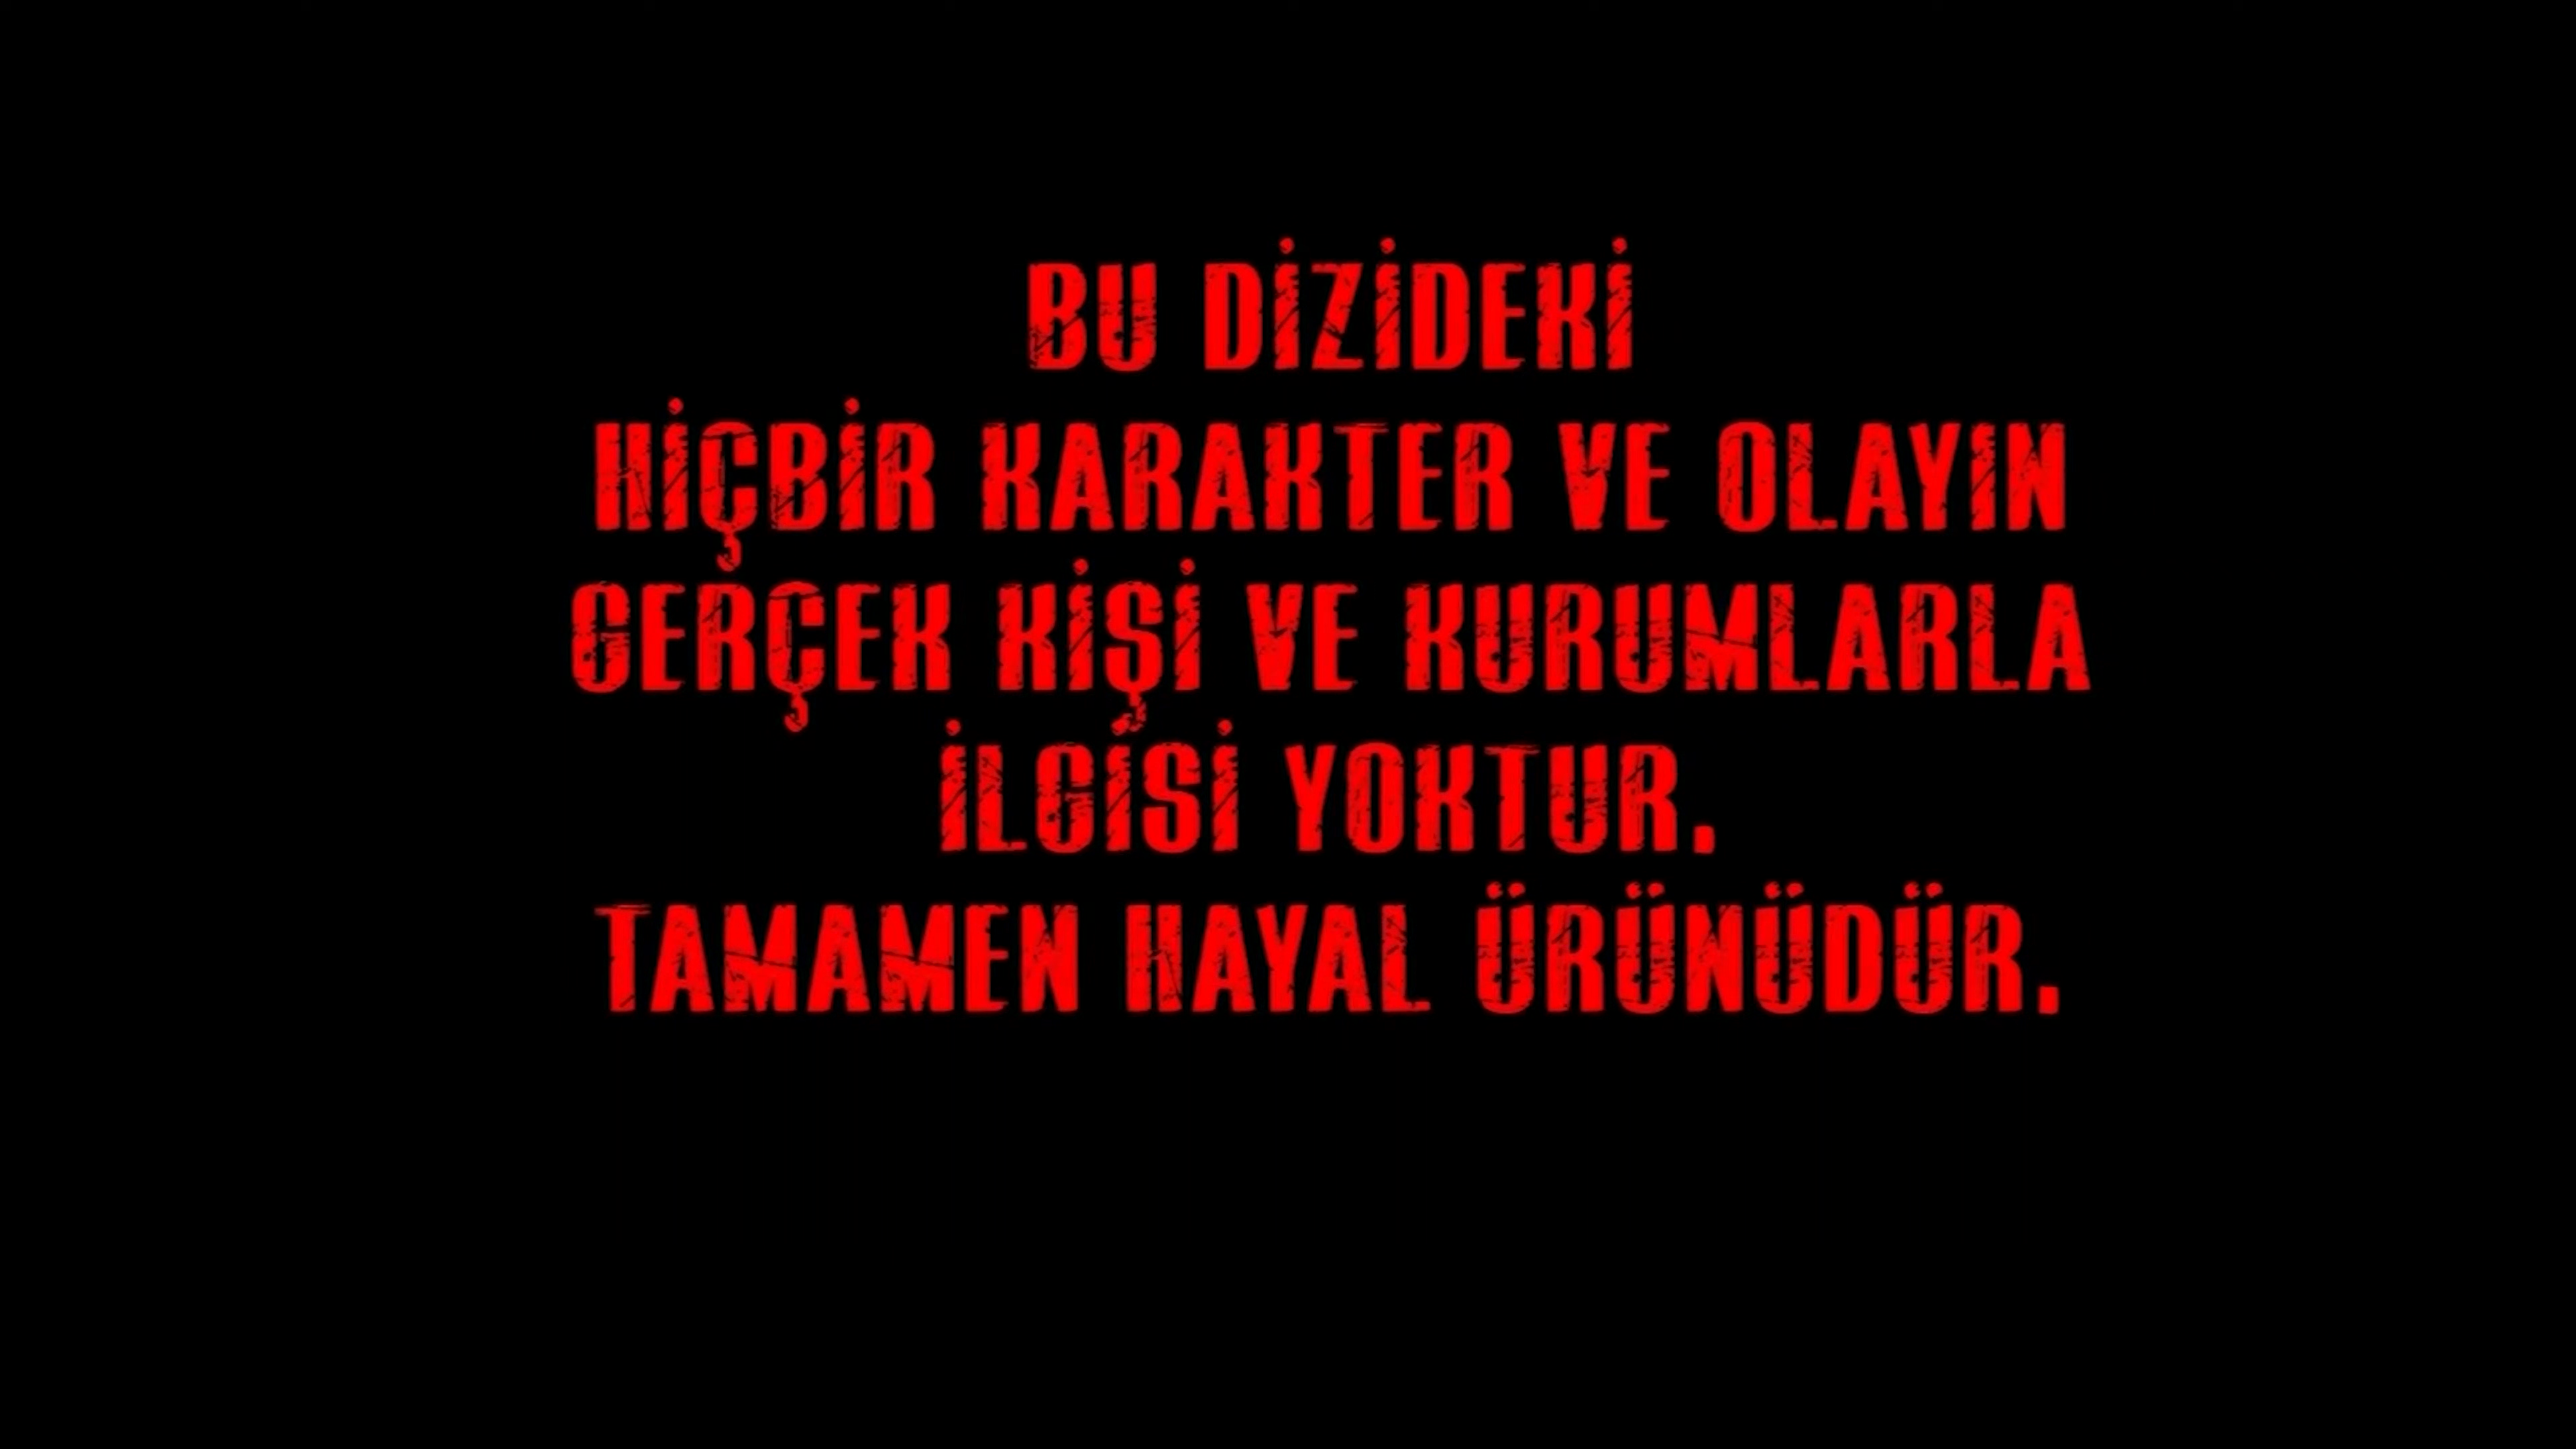 BU DİZİDEKİ
HİÇBİR KARAKTER VE OLAYIN
GERÇEK KİŞİ VE KURUMLARLA
İLGİSİ YOKTUR.
TAMAMEN HAYAL ÜRÜNÜDÜR.